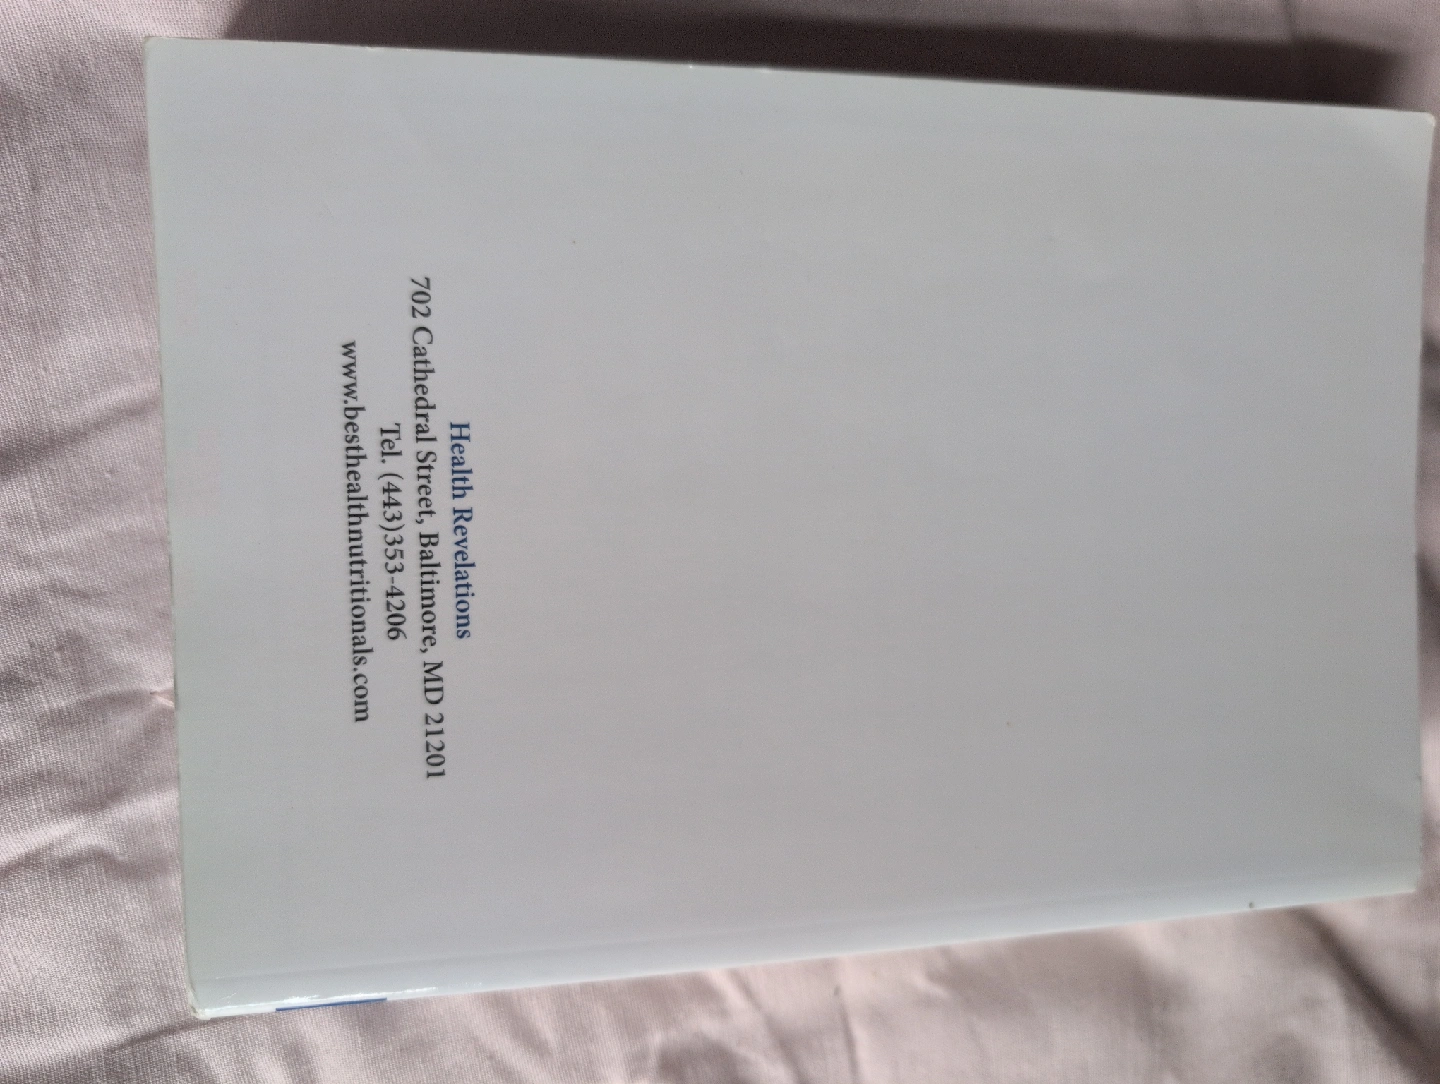 Health Revelations
702 Cathedral Street, Baltimore, MD 21201
Tel. (443)353-4206
www.besthealthnutritionals.com